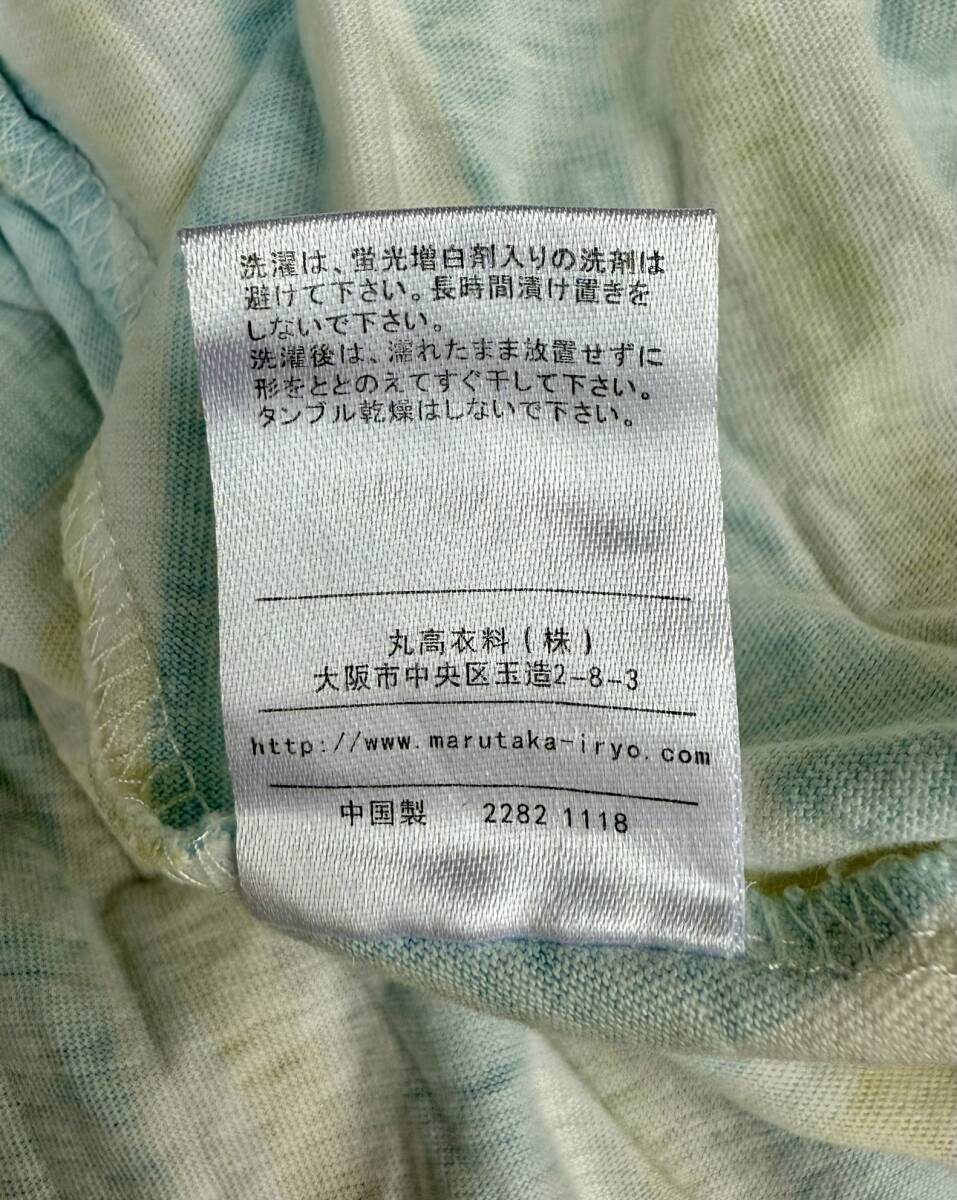 洗濯は、蛍光増白剤入りの洗剤は
避けて下さい。長時間漬け置きを
しないで下さい。
洗濯後は、濡れたまま放置せずに
形をととのえてすぐ干して下さい。
タンブル乾燥はしないで下さい。
丸高衣料(株)
大阪市中央区玉造2-8-3
http://www.marutaka-iryo.com
中国製 2282 1118